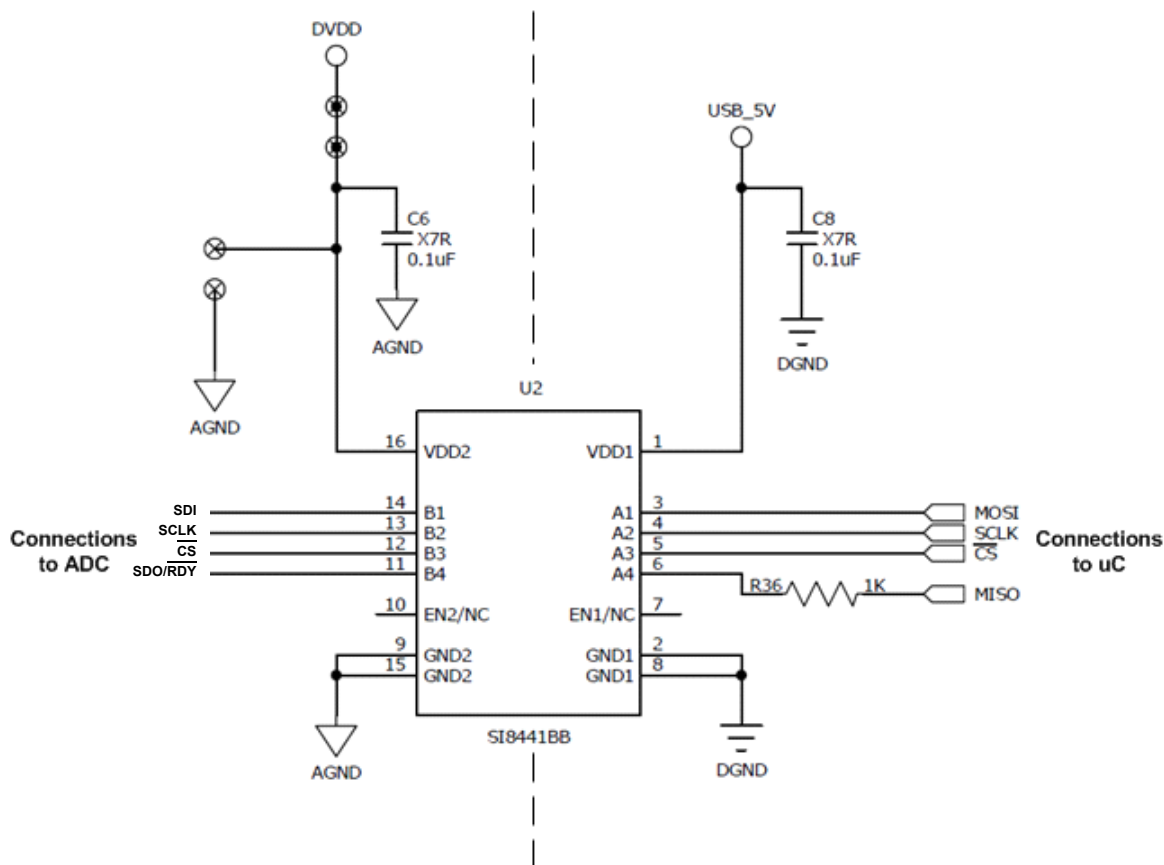 DVDD
USB_5V
C6
X7R
0.1uF
C8
X7R
0.1uF
AGND
DGND
AGND
U2
16 VDD2 VDD1 1
SDI 14 B1 A1 3 MOSI
SCLK 13 B2 A2 4 SCLK
CS 12 B3 A3 5 CS
SDO/RDY 11 B4 A4 6
Connections
to ADC
Connections
to uC
R36 1K MISO
10 EN2/NC EN1/NC 7
9 GND2 GND1 2
15 GND2 GND1 8
SI8441BB
AGND
DGND